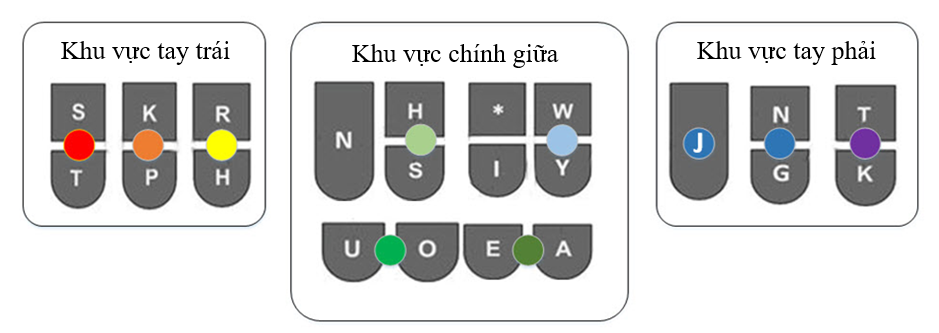 Khu vực tay trái
S K R
T P H
Khu vực chính giữa
N
H * W
S I Y
U O E A
Khu vực tay phải
J
N T
G K